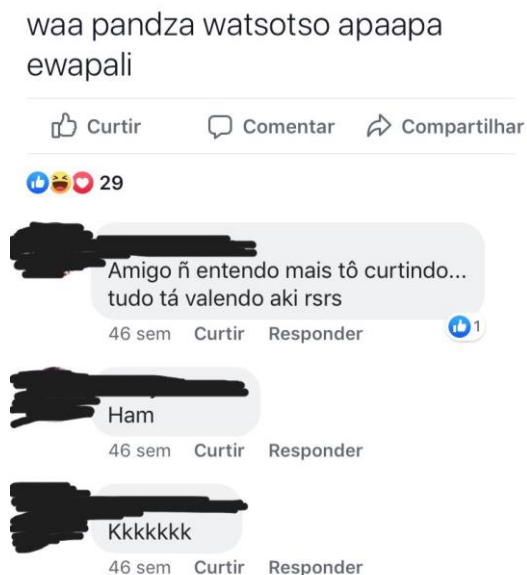 waa pandza watsotso apaapa
ewapali
Curtir Comentar Compartilhar
29
Amigo ñ entendo mais tô curtindo...
tudo tá valendo aki rsrs
46 sem Curtir Responder 1
Ham
46 sem Curtir Responder
Kkkkkkk
46 sem Curtir Responder